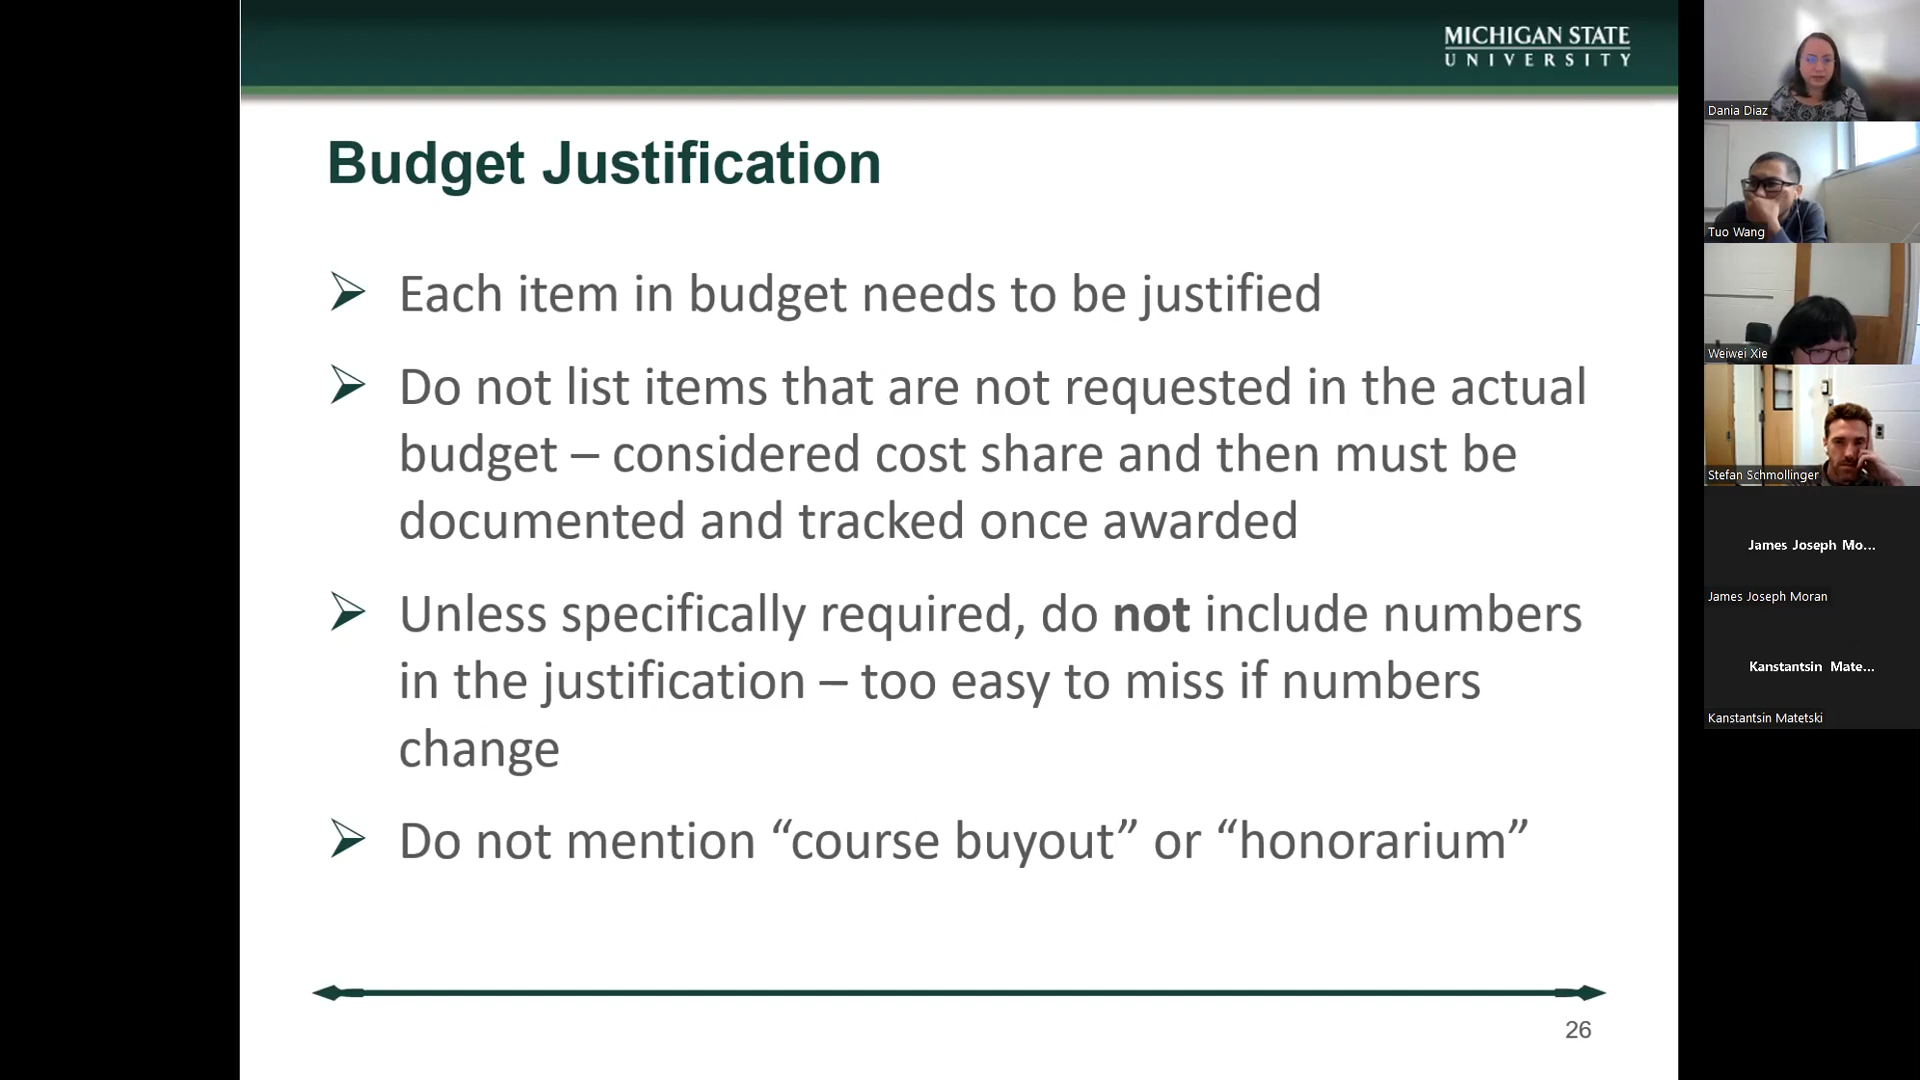 MICHIGAN STATE
UNIVERSITY
Budget Justification
Each item in budget needs to be justified
Do not list items that are not requested in the actual
budget – considered cost share and then must be
documented and tracked once awarded
Unless specifically required, do not include numbers
in the justification – too easy to miss if numbers
change
Do not mention “course buyout” or “honorarium”
26
Dania Diaz
Tuo Wang
Weiwei Xie
Stefan Schmollinger
James Joseph Mo...
James Joseph Moran
Kanstantsin Mate...
Kanstantsin Matetski